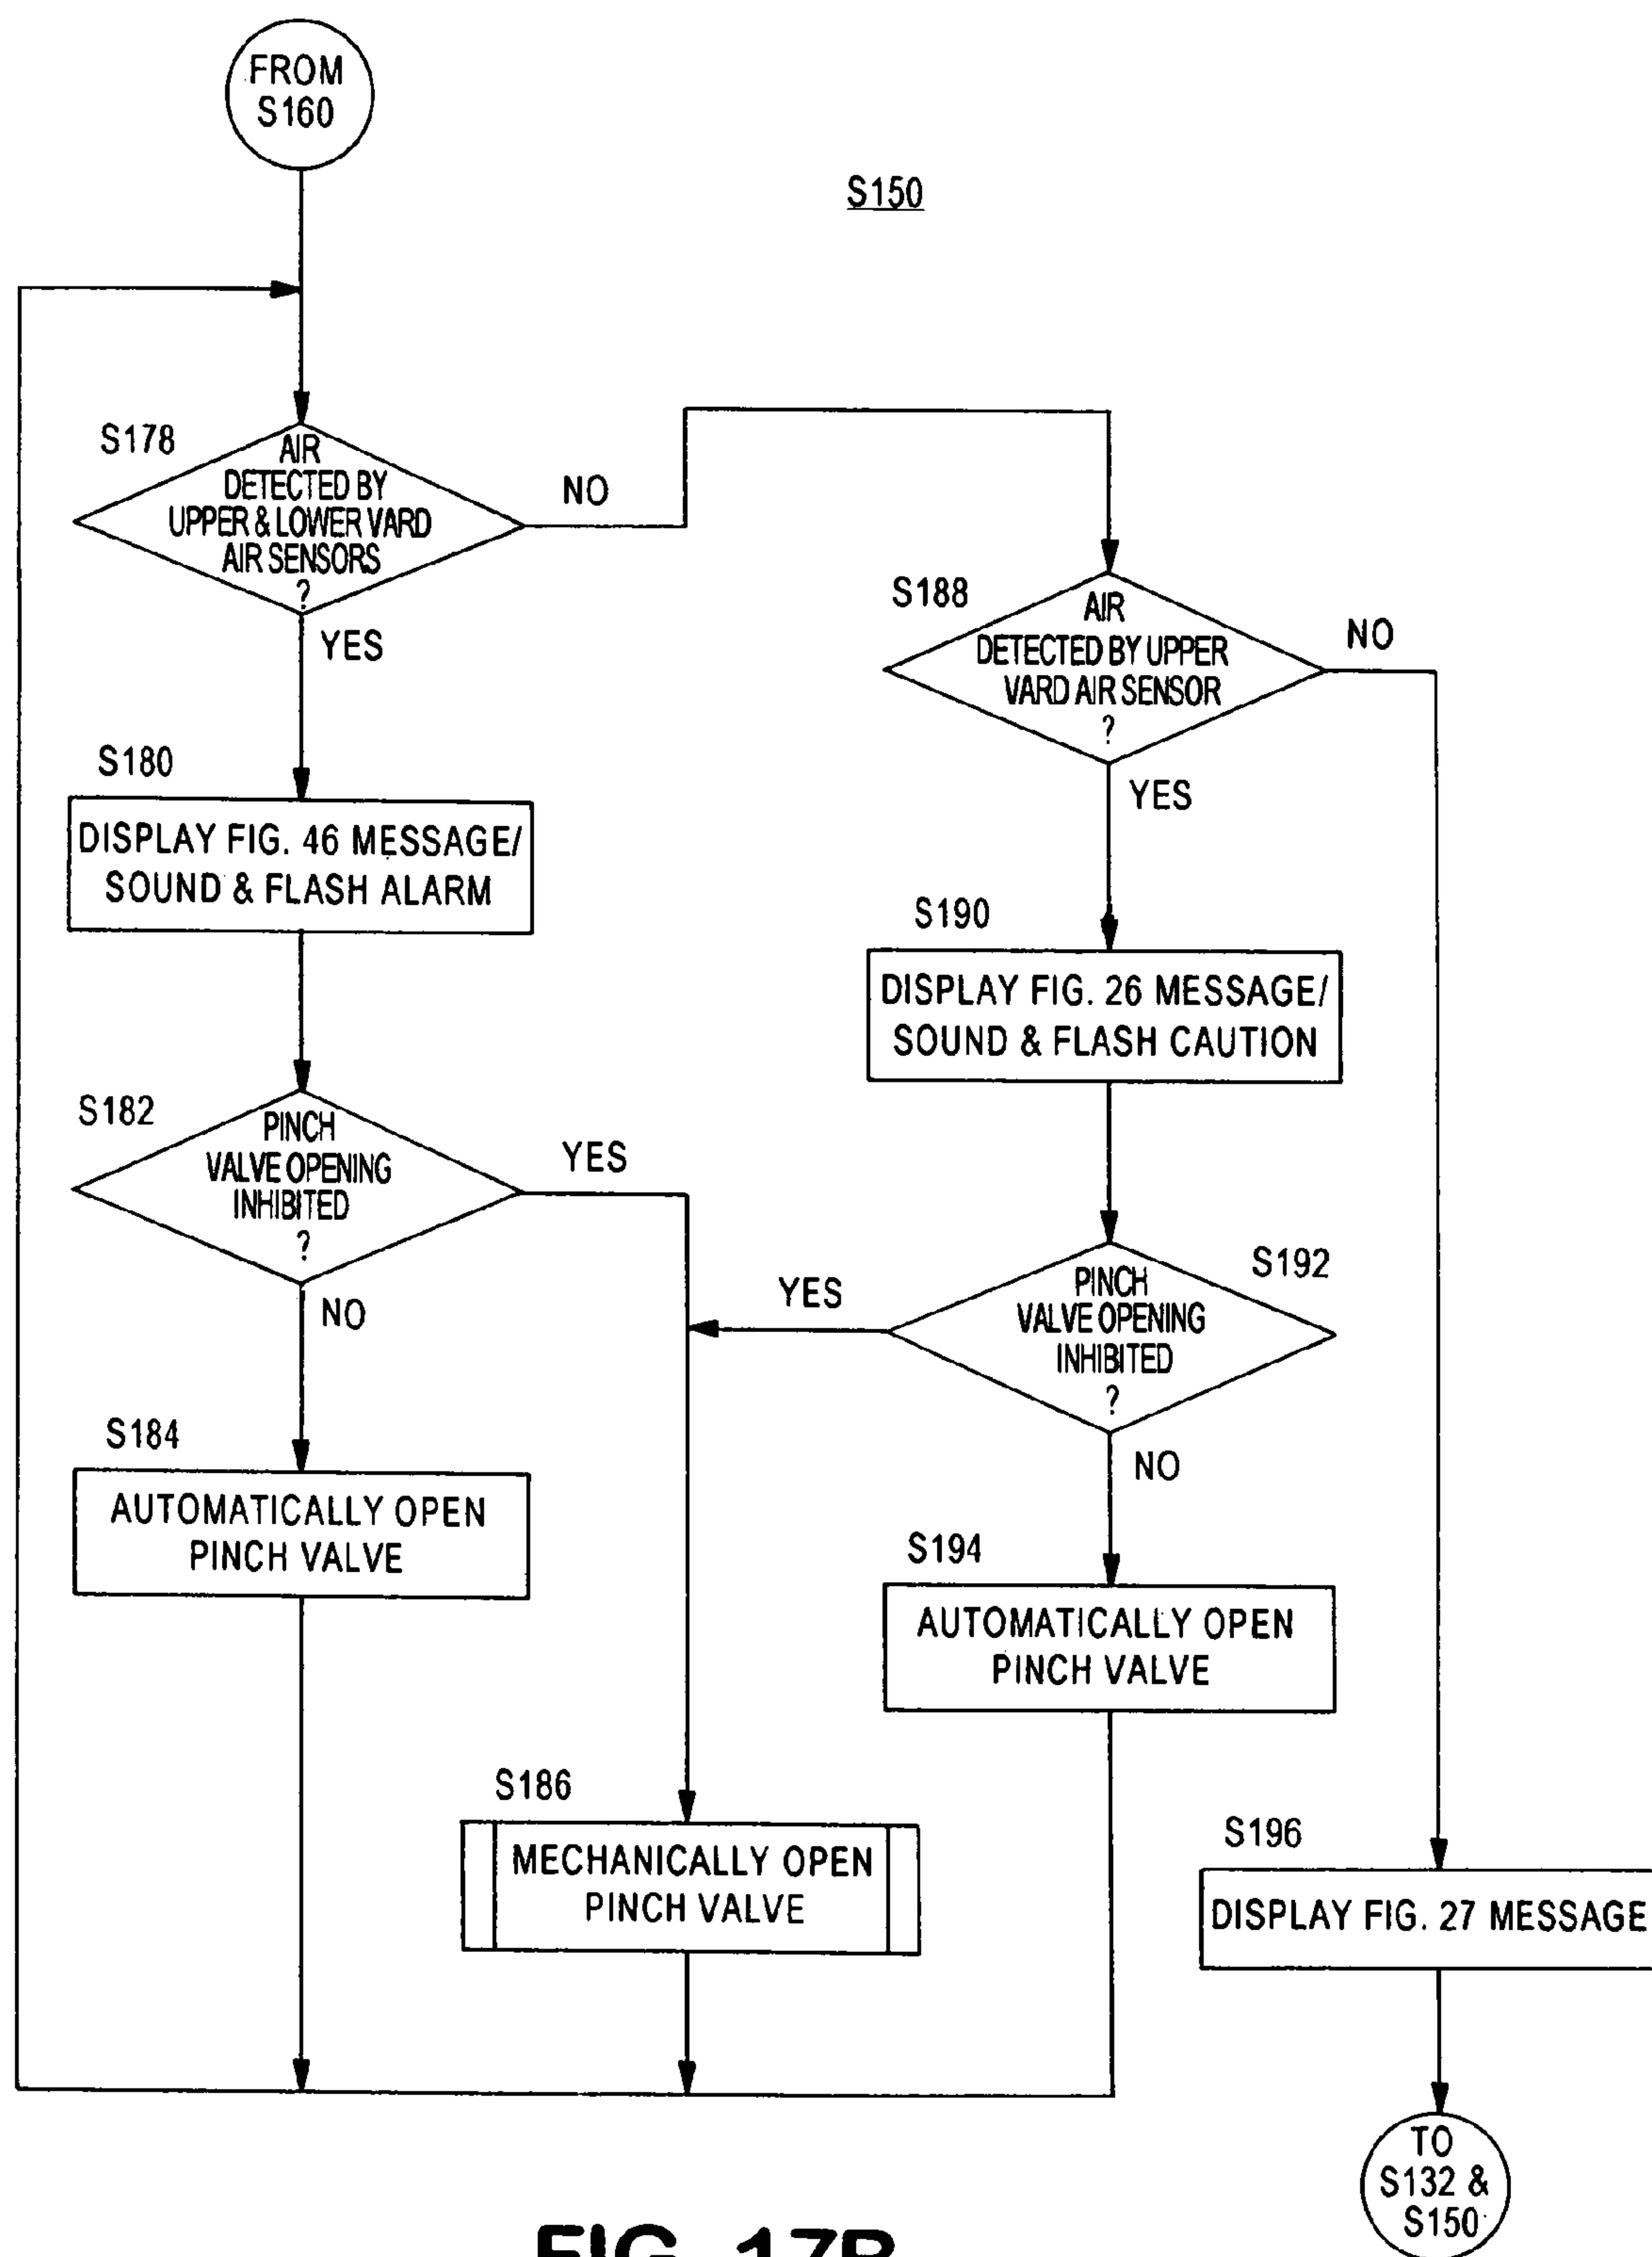 FROM
S160
S150
S178
AIR
DETECTED BY
UPPER & LOWER VARD
AIR SENSORS
?
NO
YES
S188
AIR
DETECTED BY UPPER
VARD AIR SENSOR
?
NO
YES
S180
DISPLAY FIG. 46 MESSAGE/
SOUND & FLASH ALARM
S190
DISPLAY FIG. 26 MESSAGE/
SOUND & FLASH CAUTION
S182
PINCH
VALVE OPENING
INHIBITED
?
YES
NO
S192
PINCH
VALVE OPENING
INHIBITED
?
YES
NO
S184
AUTOMATICALLY OPEN
PINCH VALVE
S194
AUTOMATICALLY OPEN
PINCH VALVE
S186
MECHANICALLY OPEN
PINCH VALVE
S196
DISPLAY FIG. 27 MESSAGE
TO
S132 &
S150
FIG. 17B